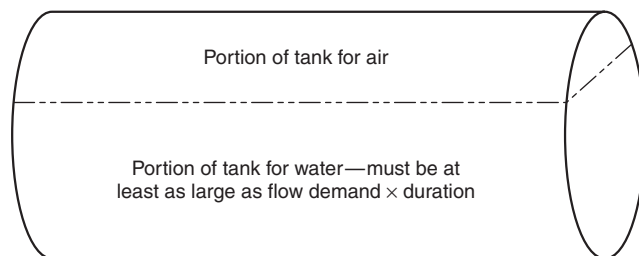 Portion of tank for air
Portion of tank for water—must be at
least as large as flow demand × duration